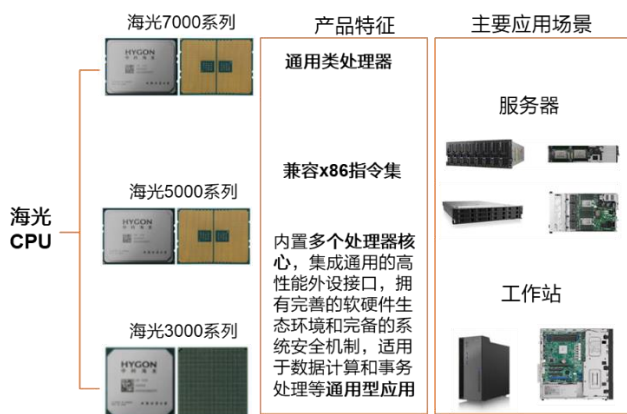 海光7000系列
产品特征
主要应用场景
HYGON
通用类处理器
服务器
兼容x86指令集
海光5000系列
海光
CPU
HYGON
内置多个处理器核
心，集成通用的高
性能外设接口，拥
有完善的软硬件生
态环境和完备的系
统安全机制，适用
于数据计算和事务
处理等通用型应用
工作站
海光3000系列
HYGON